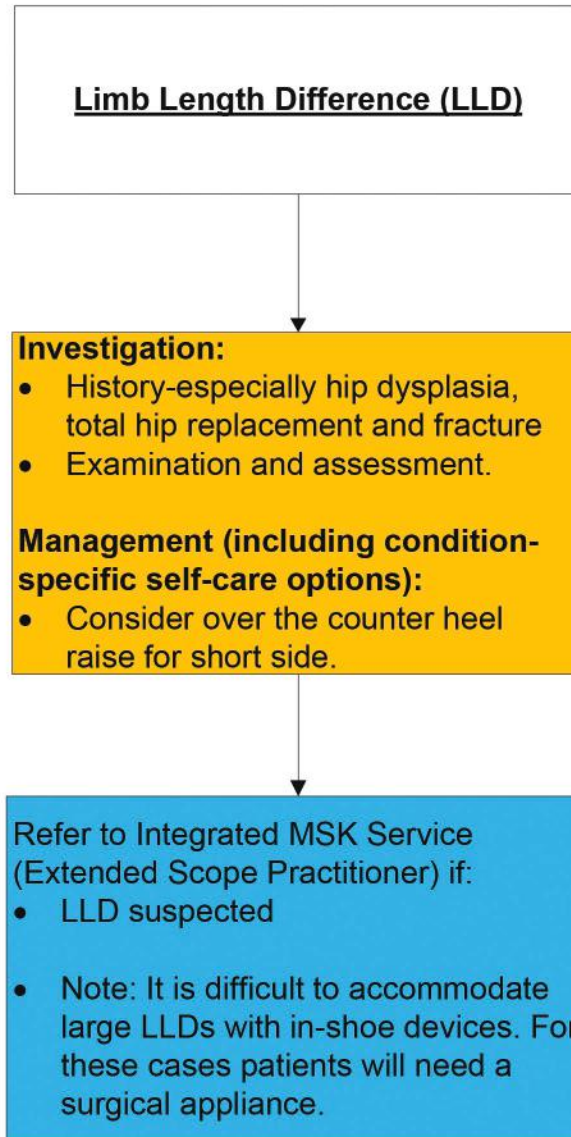 Limb Length Difference (LLD)
Investigation:
• History-especially hip dysplasia,
total hip replacement and fracture
• Examination and assessment.
Management (including condition-
specific self-care options):
• Consider over the counter heel
raise for short side.
Refer to Integrated MSK Service
(Extended Scope Practitioner) if:
• LLD suspected
• Note: It is difficult to accommodate
large LLDs with in-shoe devices. For
these cases patients will need a
surgical appliance.